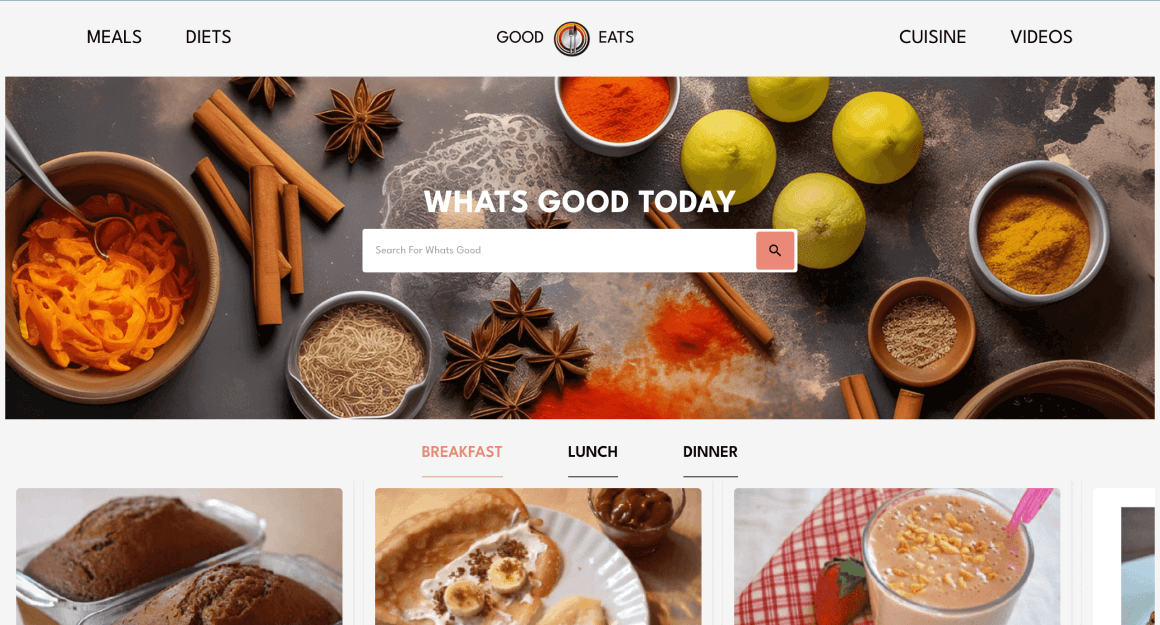 MEALS DIETS GOOD EATS CUISINE VIDEOS
WHATS GOOD TODAY
Search For Whats Good
BREAKFAST LUNCH DINNER